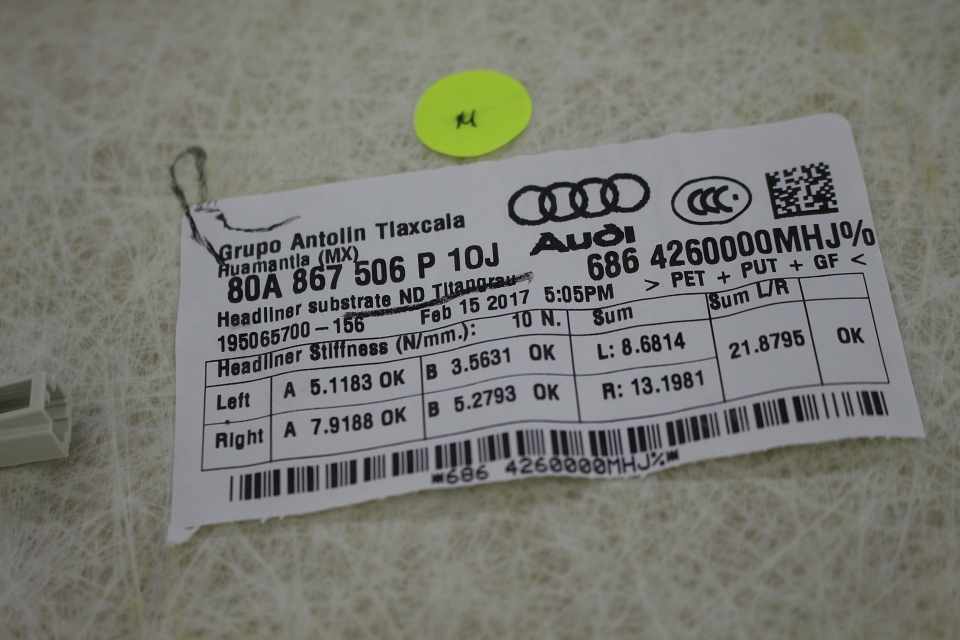 M
Grupo Antolin Tlaxcala
Huamantla (MX)
80A 867 506 P 10J
Audi
CCC
686 4260000MHJ%
Headliner substrate ND Titangrau
> PET + PUT + GF <
195065700-156 Feb 15 2017 5:05PM
Headliner Stiffness (N/mm.): 10 N. Sum Sum L/R
Left A 5.1183 OK B 3.5631 OK L: 8.6814 21.8795 OK
Right A 7.9188 OK B 5.2793 OK R: 13.1981
*686 4260000MHJ%*